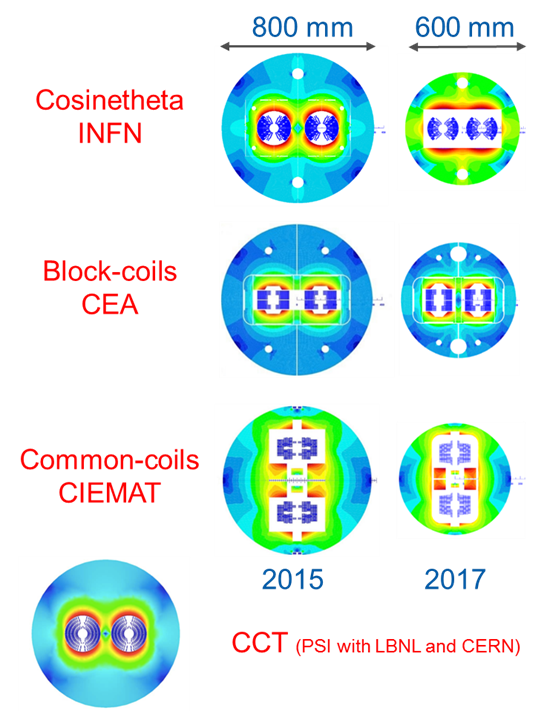 800 mm
600 mm
Cosinetheta
INFN
Block-coils
CEA
Common-coils
CIEMAT
2015
2017
CCT (PSI with LBNL and CERN)